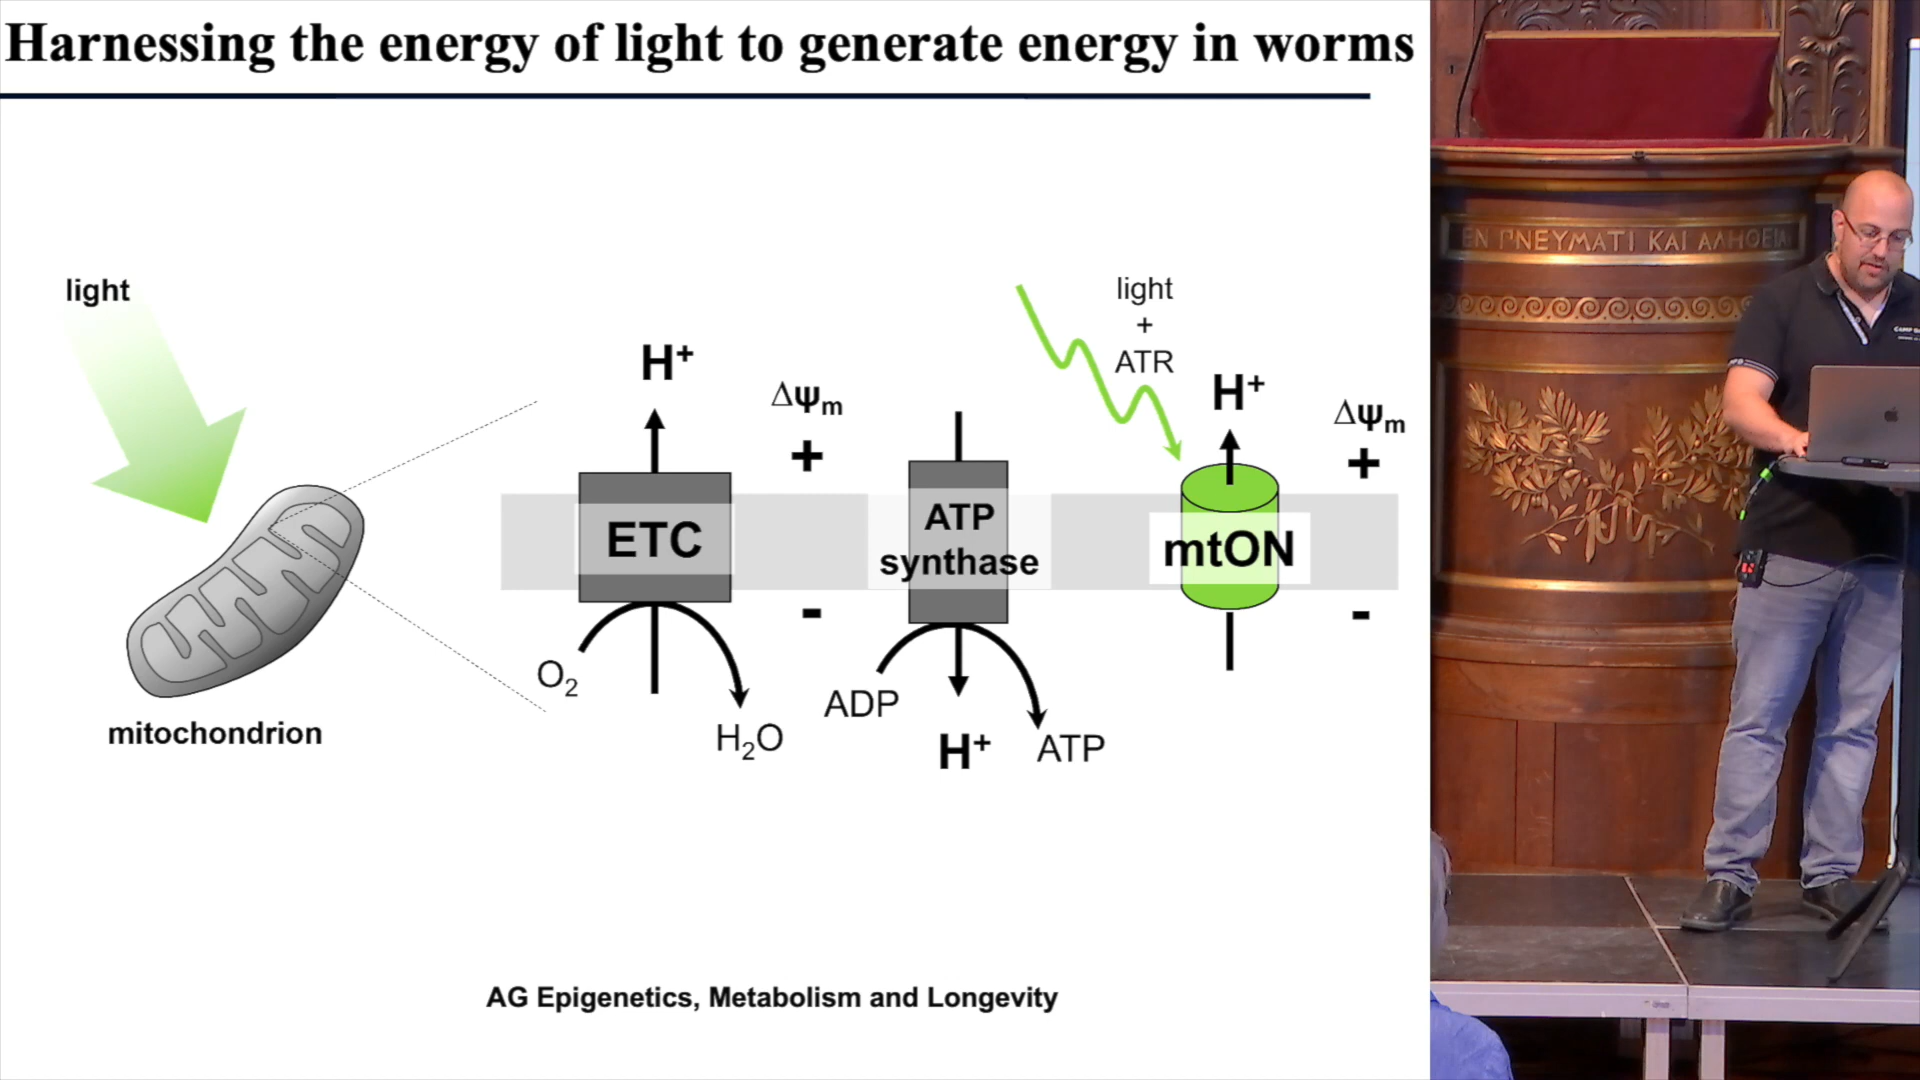 Harnessing the energy of light to generate energy in worms
light
mitochondrion
H⁺
ETC
O₂
H₂O
Δψₘ
+
-
ATP
synthase
ADP
H⁺
ATP
light
+
ATR
H⁺
mtON
Δψₘ
+
-
AG Epigenetics, Metabolism and Longevity
ΕΝ ΠΝΕΥΜΑΤΙ ΚΑΙ ΑΛΗΘΕΙΑ